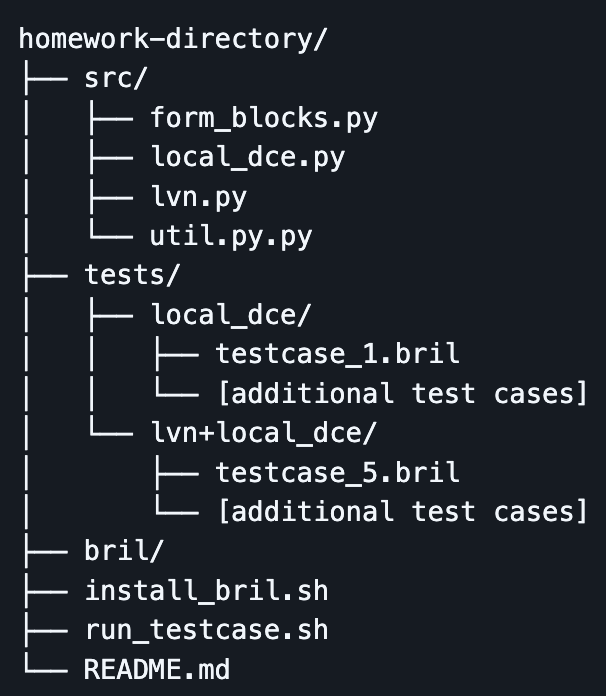 homework-directory/
├── src/
│   ├── form_blocks.py
│   ├── local_dce.py
│   ├── lvn.py
│   └── util.py.py
├── tests/
│   ├── local_dce/
│   │   ├── testcase_1.bril
│   │   └── [additional test cases]
│   └── lvn+local_dce/
│       ├── testcase_5.bril
│       └── [additional test cases]
├── bril/
├── install_bril.sh
├── run_testcase.sh
└── README.md